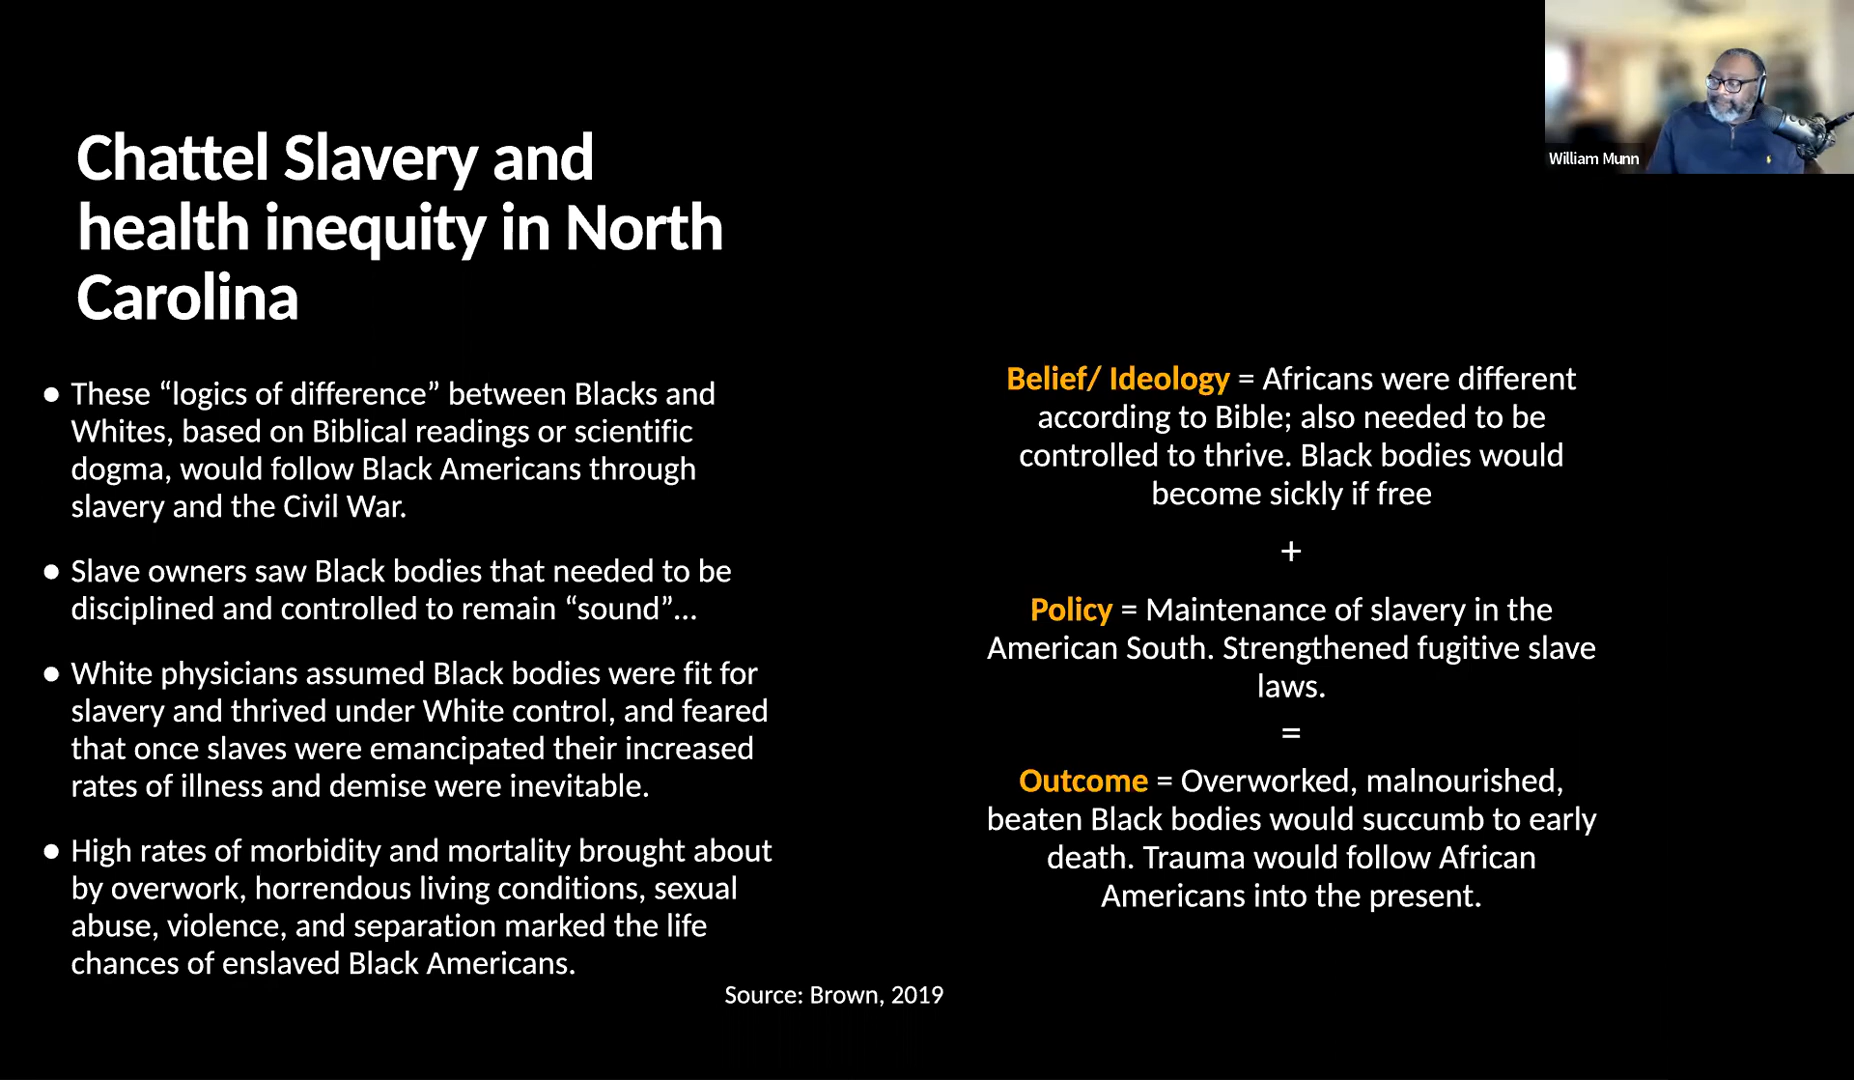 Chattel Slavery and
health inequity in North
Carolina
● These “logics of difference” between Blacks and
Whites, based on Biblical readings or scientific
dogma, would follow Black Americans through
slavery and the Civil War.
● Slave owners saw Black bodies that needed to be
disciplined and controlled to remain “sound”...
● White physicians assumed Black bodies were fit for
slavery and thrived under White control, and feared
that once slaves were emancipated their increased
rates of illness and demise were inevitable.
● High rates of morbidity and mortality brought about
by overwork, horrendous living conditions, sexual
abuse, violence, and separation marked the life
chances of enslaved Black Americans.
Belief/ Ideology = Africans were different
according to Bible; also needed to be
controlled to thrive. Black bodies would
become sickly if free
+
Policy = Maintenance of slavery in the
American South. Strengthened fugitive slave
laws.
=
Outcome = Overworked, malnourished,
beaten Black bodies would succumb to early
death. Trauma would follow African
Americans into the present.
Source: Brown, 2019
William Munn